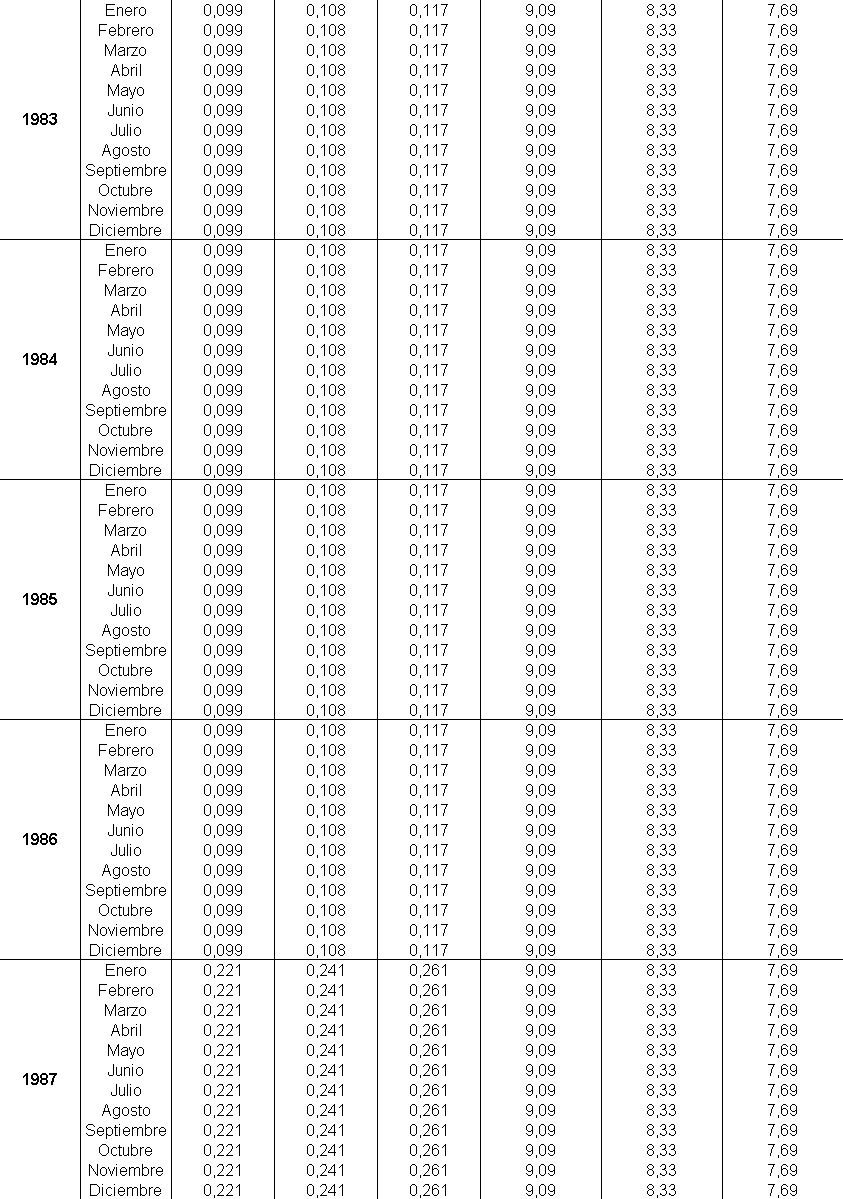 Enero 0,099 0,108 0,117 9,09 8,33 7,69
Febrero 0,099 0,108 0,117 9,09 8,33 7,69
Marzo 0,099 0,108 0,117 9,09 8,33 7,69
Abril 0,099 0,108 0,117 9,09 8,33 7,69
Mayo 0,099 0,108 0,117 9,09 8,33 7,69
Junio 0,099 0,108 0,117 9,09 8,33 7,69
1983
Julio 0,099 0,108 0,117 9,09 8,33 7,69
Agosto 0,099 0,108 0,117 9,09 8,33 7,69
Septiembre 0,099 0,108 0,117 9,09 8,33 7,69
Octubre 0,099 0,108 0,117 9,09 8,33 7,69
Noviembre 0,099 0,108 0,117 9,09 8,33 7,69
Diciembre 0,099 0,108 0,117 9,09 8,33 7,69
Enero 0,099 0,108 0,117 9,09 8,33 7,69
Febrero 0,099 0,108 0,117 9,09 8,33 7,69
Marzo 0,099 0,108 0,117 9,09 8,33 7,69
Abril 0,099 0,108 0,117 9,09 8,33 7,69
Mayo 0,099 0,108 0,117 9,09 8,33 7,69
Junio 0,099 0,108 0,117 9,09 8,33 7,69
1984
Julio 0,099 0,108 0,117 9,09 8,33 7,69
Agosto 0,099 0,108 0,117 9,09 8,33 7,69
Septiembre 0,099 0,108 0,117 9,09 8,33 7,69
Octubre 0,099 0,108 0,117 9,09 8,33 7,69
Noviembre 0,099 0,108 0,117 9,09 8,33 7,69
Diciembre 0,099 0,108 0,117 9,09 8,33 7,69
Enero 0,099 0,108 0,117 9,09 8,33 7,69
Febrero 0,099 0,108 0,117 9,09 8,33 7,69
Marzo 0,099 0,108 0,117 9,09 8,33 7,69
Abril 0,099 0,108 0,117 9,09 8,33 7,69
Mayo 0,099 0,108 0,117 9,09 8,33 7,69
Junio 0,099 0,108 0,117 9,09 8,33 7,69
1985
Julio 0,099 0,108 0,117 9,09 8,33 7,69
Agosto 0,099 0,108 0,117 9,09 8,33 7,69
Septiembre 0,099 0,108 0,117 9,09 8,33 7,69
Octubre 0,099 0,108 0,117 9,09 8,33 7,69
Noviembre 0,099 0,108 0,117 9,09 8,33 7,69
Diciembre 0,099 0,108 0,117 9,09 8,33 7,69
Enero 0,099 0,108 0,117 9,09 8,33 7,69
Febrero 0,099 0,108 0,117 9,09 8,33 7,69
Marzo 0,099 0,108 0,117 9,09 8,33 7,69
Abril 0,099 0,108 0,117 9,09 8,33 7,69
Mayo 0,099 0,108 0,117 9,09 8,33 7,69
Junio 0,099 0,108 0,117 9,09 8,33 7,69
1986
Julio 0,099 0,108 0,117 9,09 8,33 7,69
Agosto 0,099 0,108 0,117 9,09 8,33 7,69
Septiembre 0,099 0,108 0,117 9,09 8,33 7,69
Octubre 0,099 0,108 0,117 9,09 8,33 7,69
Noviembre 0,099 0,108 0,117 9,09 8,33 7,69
Diciembre 0,099 0,108 0,117 9,09 8,33 7,69
Enero 0,221 0,241 0,261 9,09 8,33 7,69
Febrero 0,221 0,241 0,261 9,09 8,33 7,69
Marzo 0,221 0,241 0,261 9,09 8,33 7,69
Abril 0,221 0,241 0,261 9,09 8,33 7,69
Mayo 0,221 0,241 0,261 9,09 8,33 7,69
Junio 0,221 0,241 0,261 9,09 8,33 7,69
1987
Julio 0,221 0,241 0,261 9,09 8,33 7,69
Agosto 0,221 0,241 0,261 9,09 8,33 7,69
Septiembre 0,221 0,241 0,261 9,09 8,33 7,69
Octubre 0,221 0,241 0,261 9,09 8,33 7,69
Noviembre 0,221 0,241 0,261 9,09 8,33 7,69
Diciembre 0,221 0,241 0,261 9,09 8,33 7,69